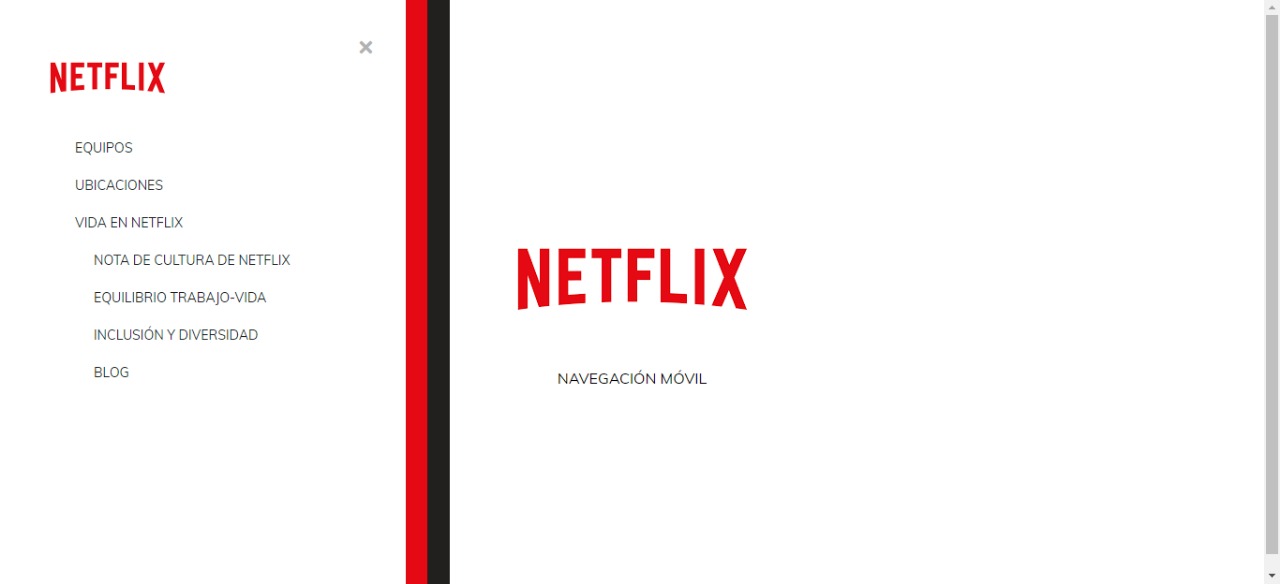 NETFLIX
EQUIPOS
UBICACIONES
VIDA EN NETFLIX
NOTA DE CULTURA DE NETFLIX
EQUILIBRIO TRABAJO-VIDA
INCLUSIÓN Y DIVERSIDAD
BLOG
NETFLIX
NAVEGACIÓN MÓVIL